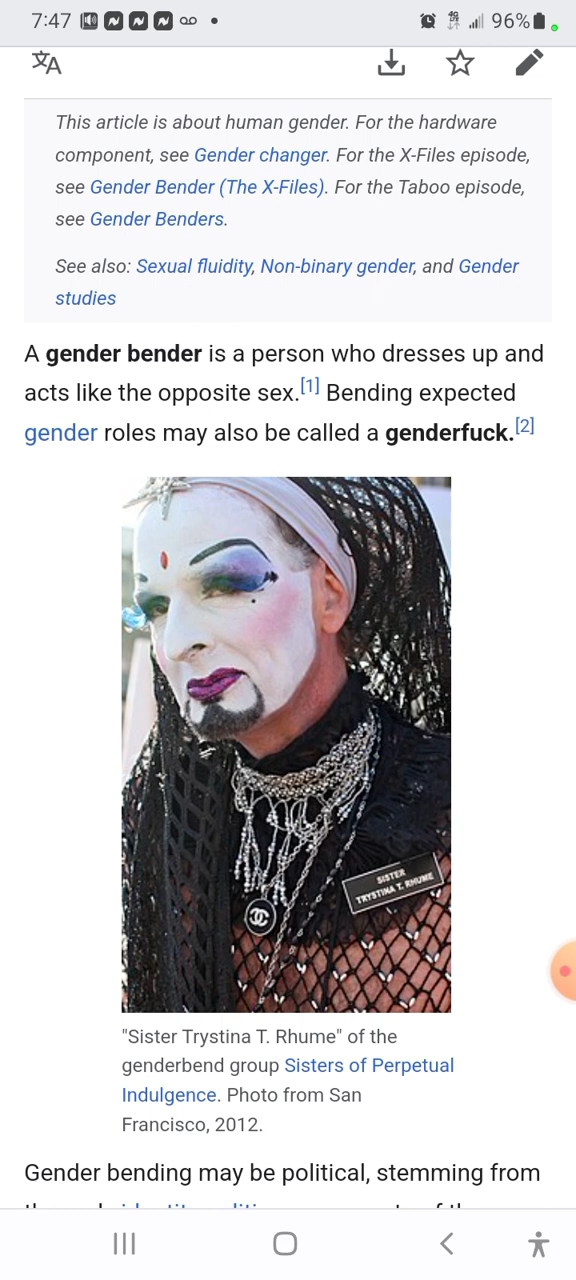 7:47
4G
96%
This article is about human gender. For the hardware
component, see Gender changer. For the X-Files episode,
see Gender Bender (The X-Files). For the Taboo episode,
see Gender Benders.
See also: Sexual fluidity, Non-binary gender, and Gender
studies
A gender bender is a person who dresses up and
acts like the opposite sex.[1] Bending expected
gender roles may also be called a genderfuck.[2]
SISTER
TRYSTINA T. RHUME
"Sister Trystina T. Rhume" of the
genderbend group Sisters of Perpetual
Indulgence. Photo from San
Francisco, 2012.
Gender bending may be political, stemming from